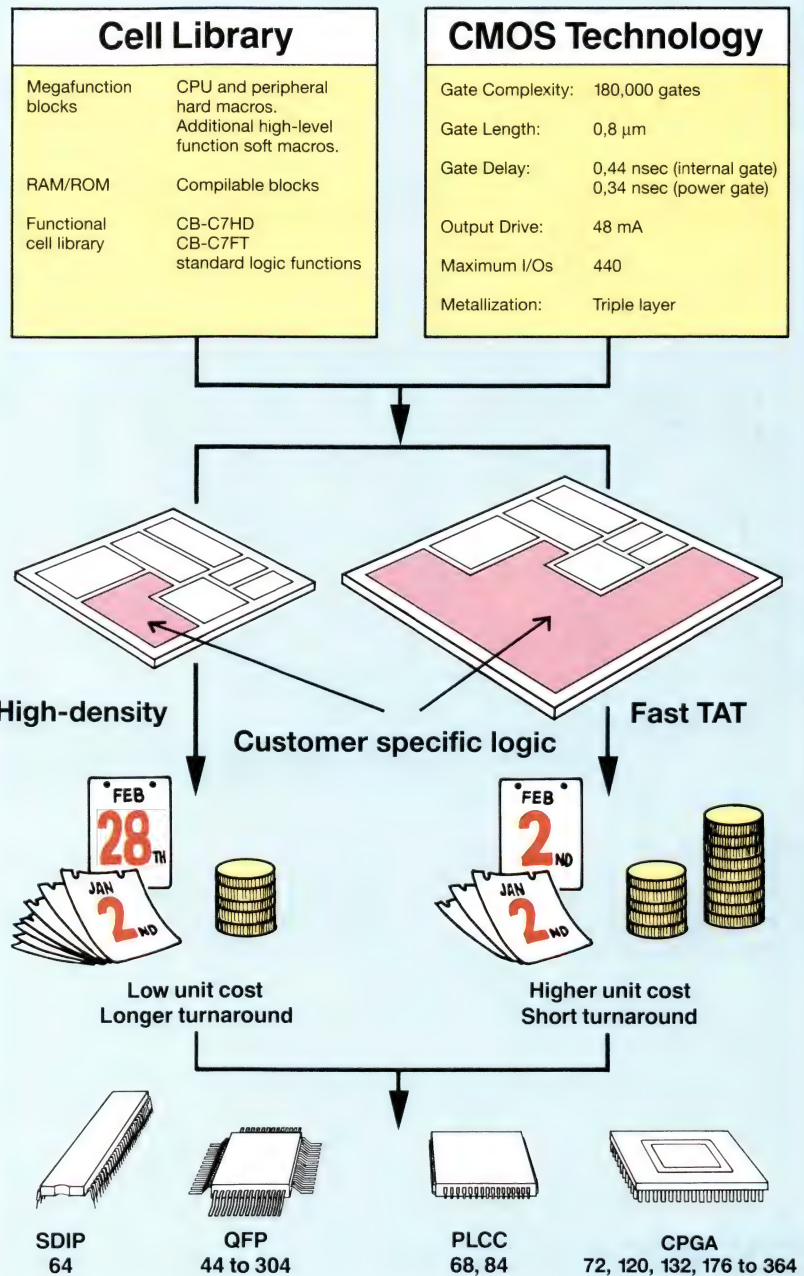 Cell Library
Megafunction blocks
CPU and peripheral hard macros.
Additional high-level function soft macros.
RAM/ROM
Compilable blocks
Functional cell library
CB-C7HD
CB-C7FT
standard logic functions
CMOS Technology
Gate Complexity: 180,000 gates
Gate Length: 0,8 µm
Gate Delay: 0,44 nsec (internal gate)
0,34 nsec (power gate)
Output Drive: 48 mA
Maximum I/Os 440
Metallization: Triple layer
High-density
Customer specific logic
Fast TAT
FEB
28TH
JAN
2ND
FEB
2ND
JAN
2ND
Low unit cost
Longer turnaround
Higher unit cost
Short turnaround
SDIP
64
QFP
44 to 304
PLCC
68, 84
CPGA
72, 120, 132, 176 to 364